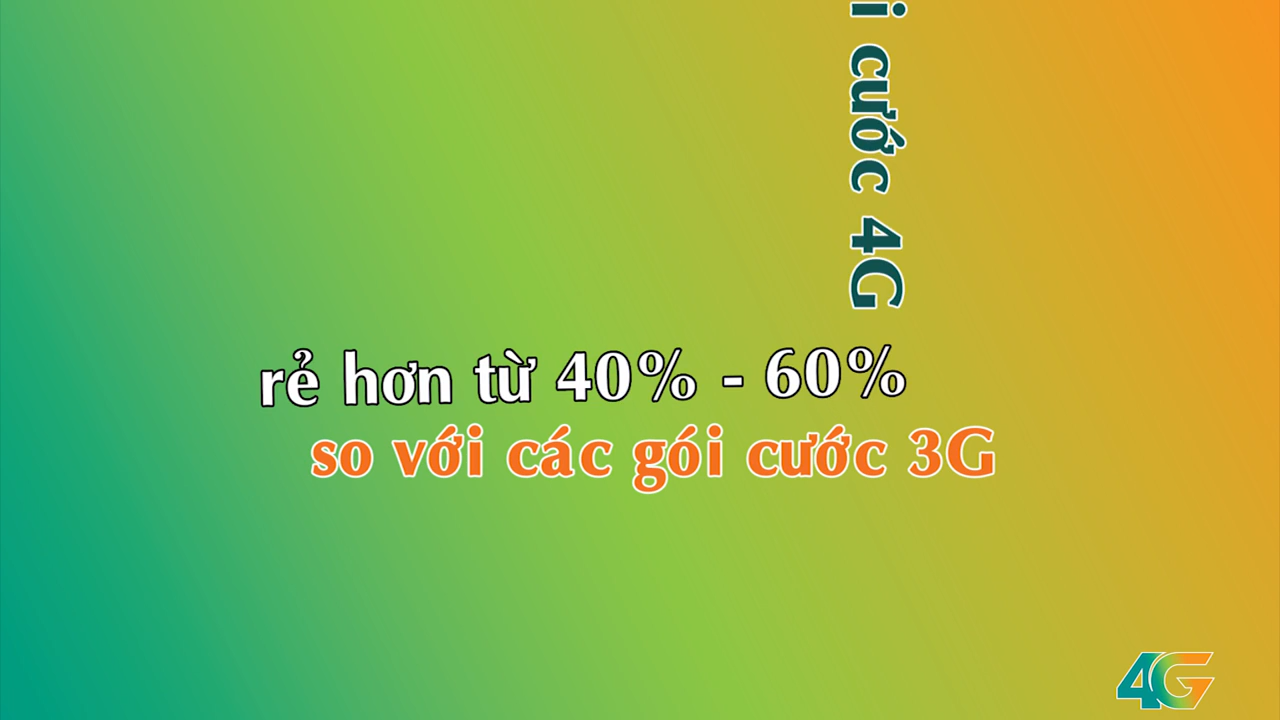 i cước 4G
rẻ hơn từ 40% - 60%
so với các gói cước 3G
4G